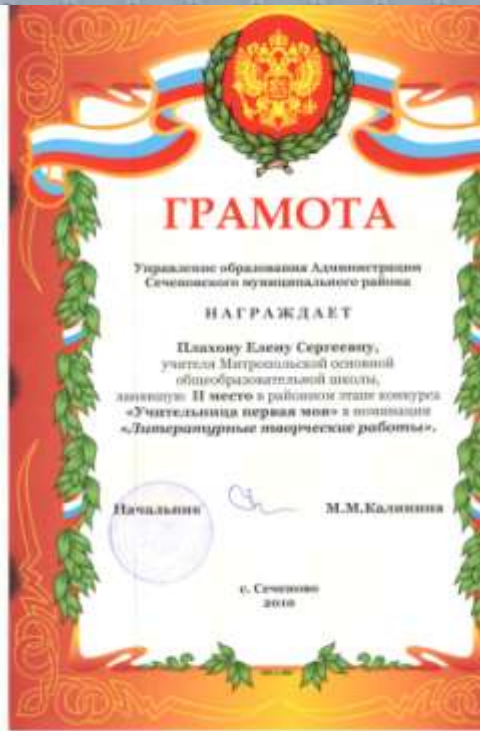 ГРАМОТА
Управление образования Администрации
Сеченовского муниципального района
НАГРАЖДАЕТ
Плахову Елену Сергеевну,
учителя Митропольской основной
общеобразовательной школы,
занявшую II место в районном этапе конкурса
«Учительница первая моя» в номинации
«Литературные творческие работы».
Начальник М.М.Калинина
с. Сеченово
2010